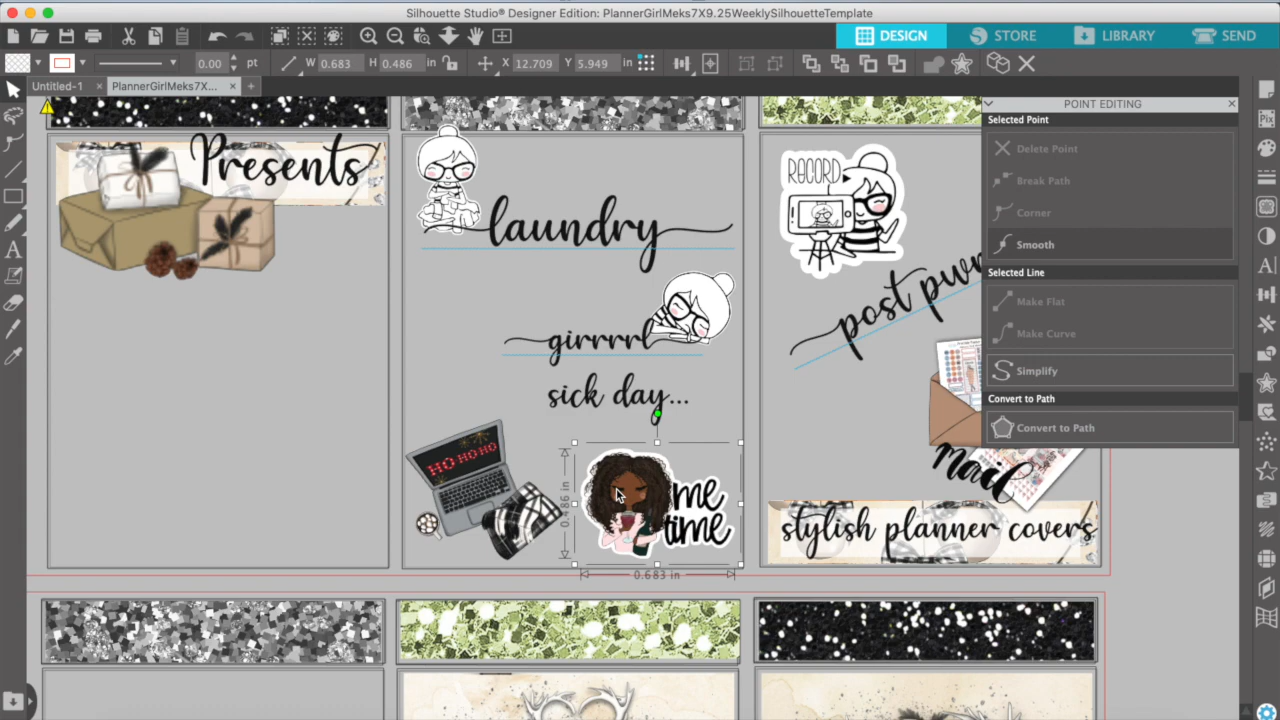 Silhouette Studio® Designer Edition: PlannerGirlMeks7X9.25WeeklySilhouetteTemplate
DESIGN
STORE
LIBRARY
SEND
0.00 pt
W 0.683
H 0.486 in
X 12.709
Y 5.949 in
Untitled-1
PlannerGirlMeks7X...
POINT EDITING
Selected Point
Delete Point
Break Path
Corner
Smooth
Selected Line
Make Flat
Make Curve
Simplify
Convert to Path
Convert to Path
Presents
laundry
RECORD
post pwr
girrrrl
sick day...
HO HO HO
me
time
0.683 in
mail
stylish planner covers